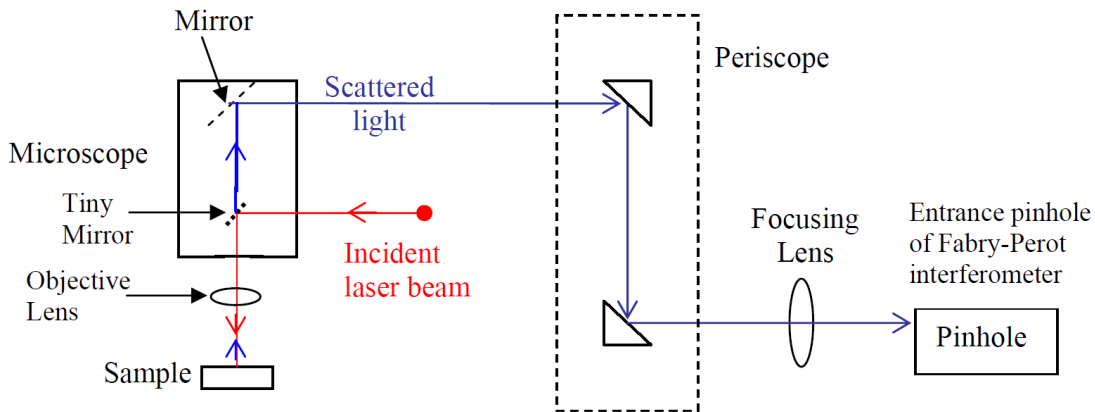 Mirror
Periscope
Scattered
light
Microscope
Tiny
Mirror
Incident
laser beam
Focusing
Lens
Entrance pinhole
of Fabry-Perot
interferometer
Objective
Lens
Pinhole
Sample